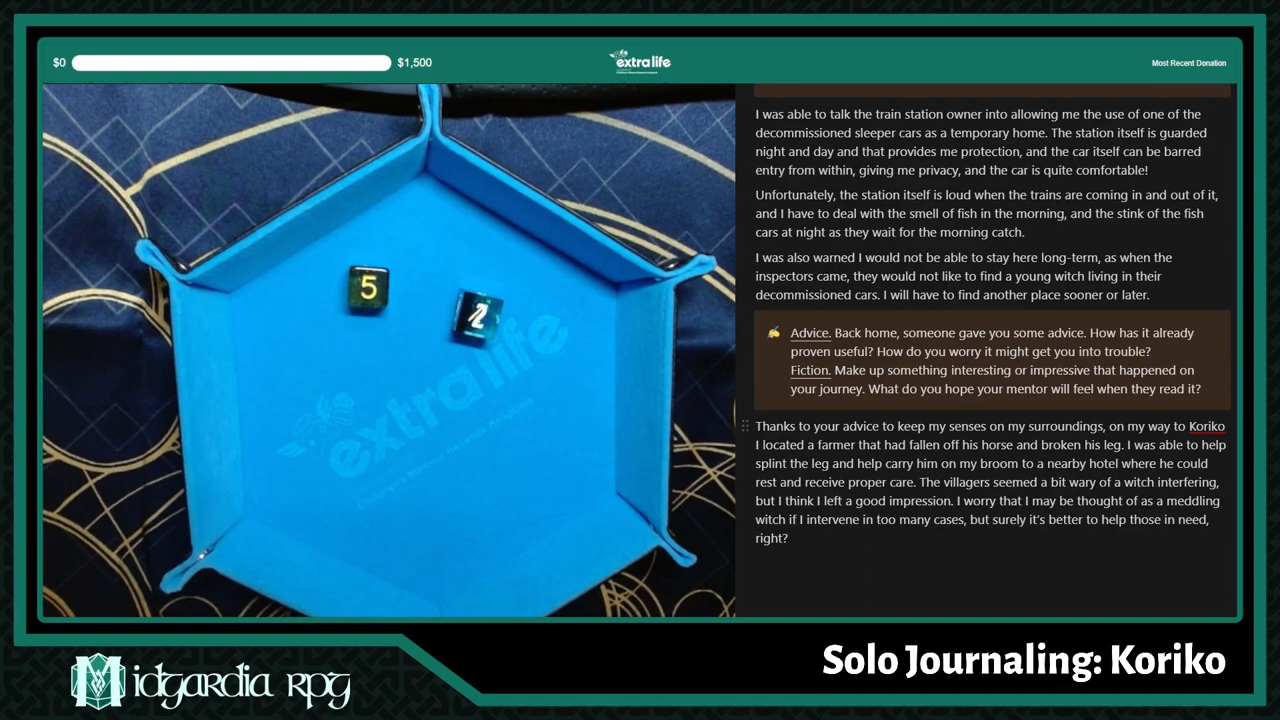 $0
$1,500
extralife
Most Recent Donation
I was able to talk the train station owner into allowing me the use of one of the
decommissioned sleeper cars as a temporary home. The station itself is guarded
night and day and that provides me protection, and the car itself can be barred
entry from within, giving me privacy, and the car is quite comfortable!
Unfortunately, the station itself is loud when the trains are coming in and out of it,
and I have to deal with the smell of fish in the morning, and the stink of the fish
cars at night as they wait for the morning catch.
I was also warned I would not be able to stay here long-term, as when the
inspectors came, they would not like to find a young witch living in their
decommissioned cars. I will have to find another place sooner or later.
Advice. Back home, someone gave you some advice. How has it already
proven useful? How do you worry it might get you into trouble?
Fiction. Make up something interesting or impressive that happened on
your journey. What do you hope your mentor will feel when they read it?
Thanks to your advice to keep my senses on my surroundings, on my way to Koriko
I located a farmer that had fallen off his horse and broken his leg. I was able to help
splint the leg and help carry him on my broom to a nearby hotel where he could
rest and receive proper care. The villagers seemed a bit wary of a witch interfering,
but I think I left a good impression. I worry that I may be thought of as a meddling
witch if I intervene in too many cases, but surely it's better to help those in need,
right?
5
2
extralife
Solo Journaling: Koriko
Midgardia RPG